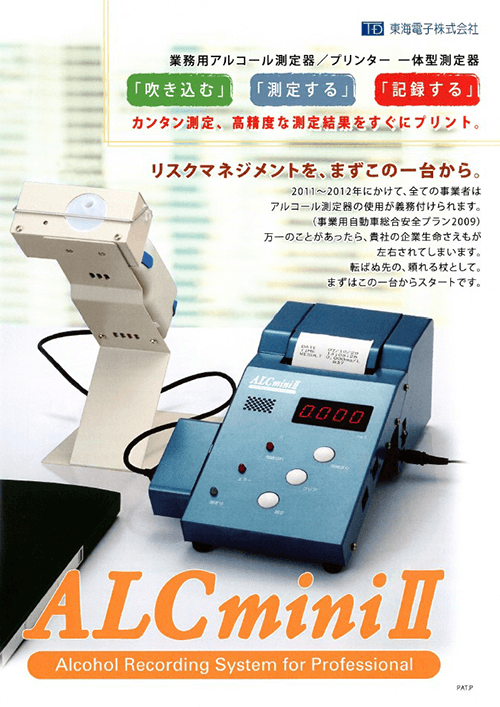 TD 東海電子株式会社
業務用アルコール測定器／プリンター 一体型測定器
「吹き込む」 「測定する」 「記録する」
カンタン測定、高精度な測定結果をすぐにプリント。
リスクマネジメントを、まずこの一台から。
2011～2012年にかけて、全ての事業者は
アルコール測定器の使用が義務付けられます。
（事業用自動車総合安全プラン2009）
万一のことがあったら、貴社の企業生命さえもが
左右されてしまいます。
転ばぬ先の、頼れる杖として。
まずはこの一台からスタートです。
DATE
TIME
RESULT 0.000mg/L
ALCmini II
0.000
ALCmini II
Alcohol Recording System for Professional
PAT.P